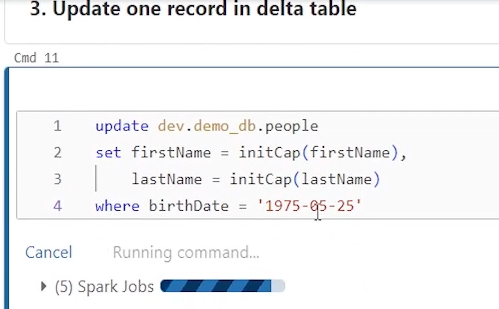 3. Update one record in delta table
Cmd 11
1 update dev.demo_db.people
2 set firstName = initCap(firstName),
3 lastName = initCap(lastName)
4 where birthDate = '1975-05-25'
Cancel Running command...
(5) Spark Jobs